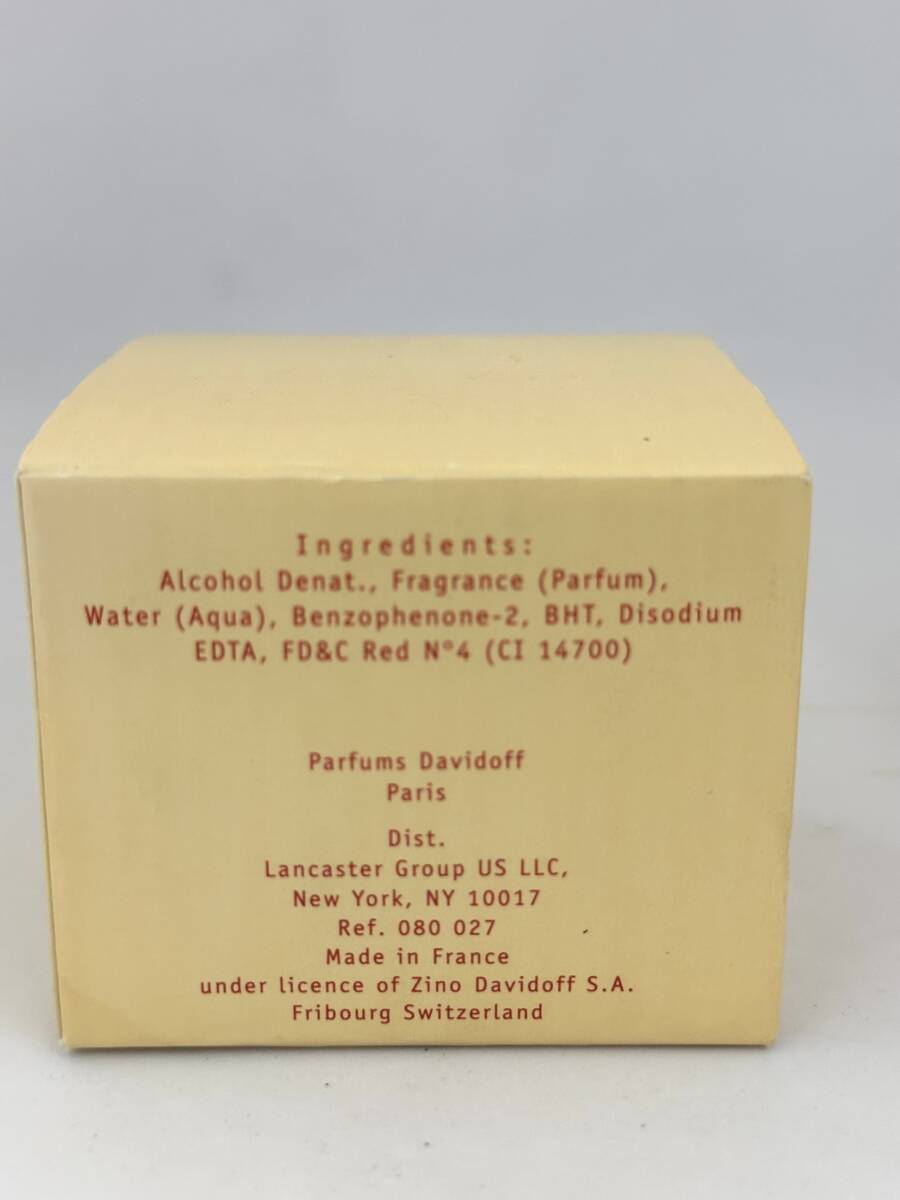 Ingredients:
Alcohol Denat., Fragrance (Parfum),
Water (Aqua), Benzophenone-2, BHT, Disodium
EDTA, FD&C Red N°4 (CI 14700)
Parfums Davidoff
Paris
Dist.
Lancaster Group US LLC,
New York, NY 10017
Ref. 080 027
Made in France
under licence of Zino Davidoff S.A.
Fribourg Switzerland